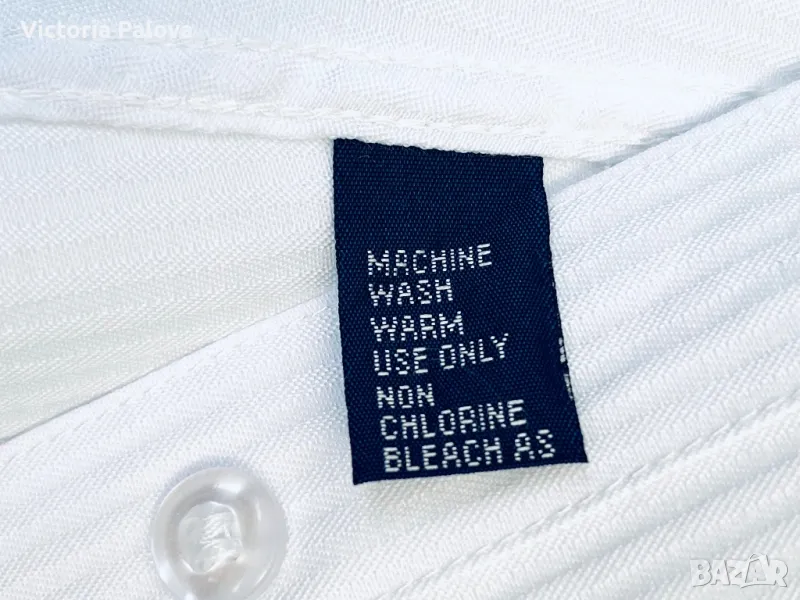 Victoria Palova
MACHINE
WASH
WARM
USE ONLY
NON
CHLORINE
BLEACH AS
BAZAR